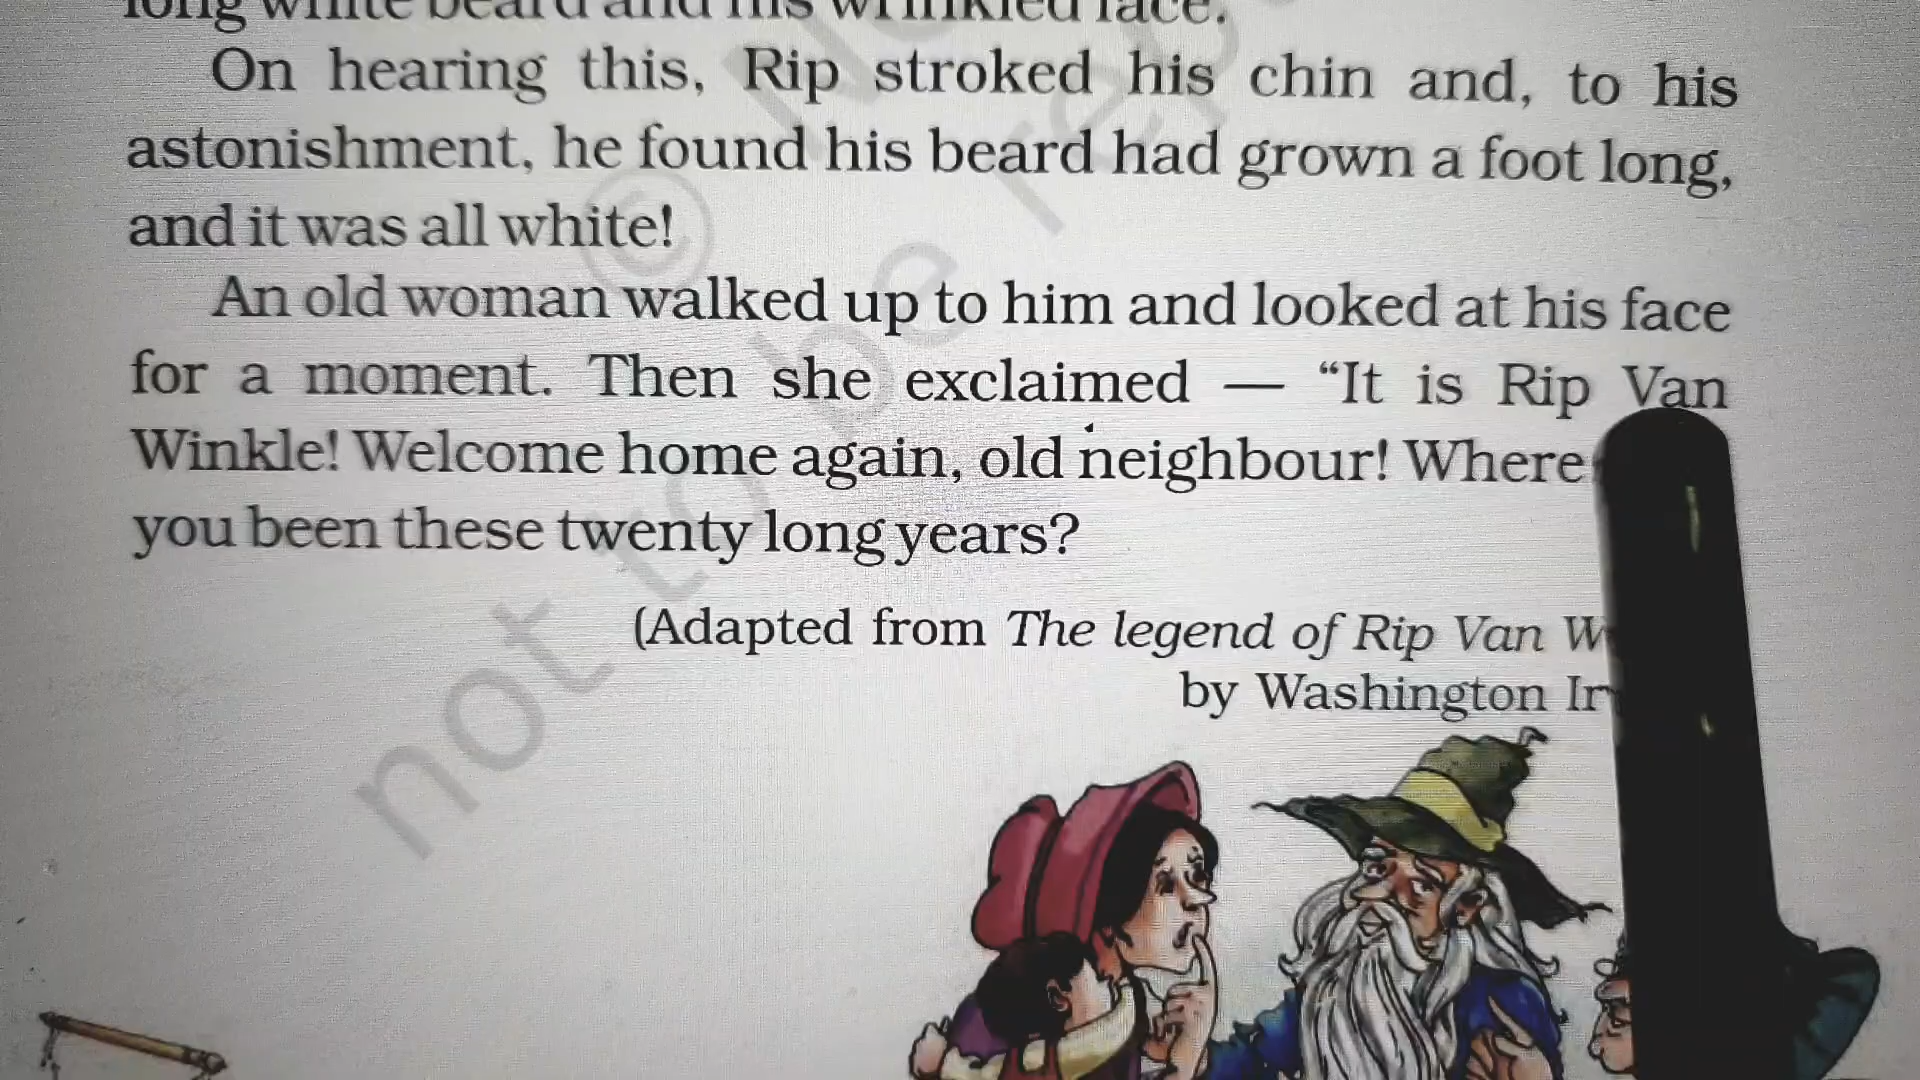 long white beard and his wrinkled face.
On hearing this, Rip stroked his chin and, to his
astonishment, he found his beard had grown a foot long,
and it was all white!
An old woman walked up to him and looked at his face
for a moment. Then she exclaimed — “It is Rip Van
Winkle! Welcome home again, old neighbour! Where
you been these twenty long years?
(Adapted from The legend of Rip Van
by Washington
©
not to be